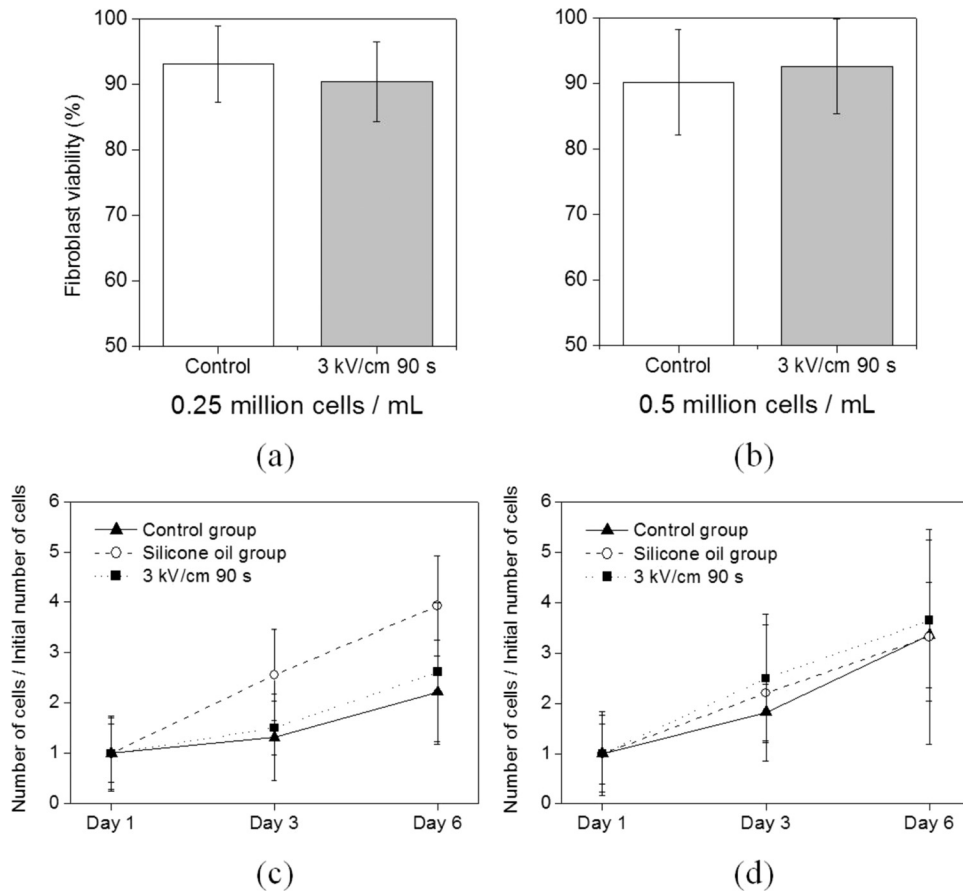 100
90
80
70
60
50
Fibroblast viability (%)
Control
3 kV/cm 90 s
0.25 million cells / mL
(a)
100
90
80
70
60
50
Control
3 kV/cm 90 s
0.5 million cells / mL
(b)
6
5
4
3
2
1
0
Number of cells / Initial number of cells
Control group
Silicone oil group
3 kV/cm 90 s
Day 1
Day 3
Day 6
(c)
6
5
4
3
2
1
0
Number of cells / Initial number of cells
Control group
Silicone oil group
3 kV/cm 90 s
Day 1
Day 3
Day 6
(d)